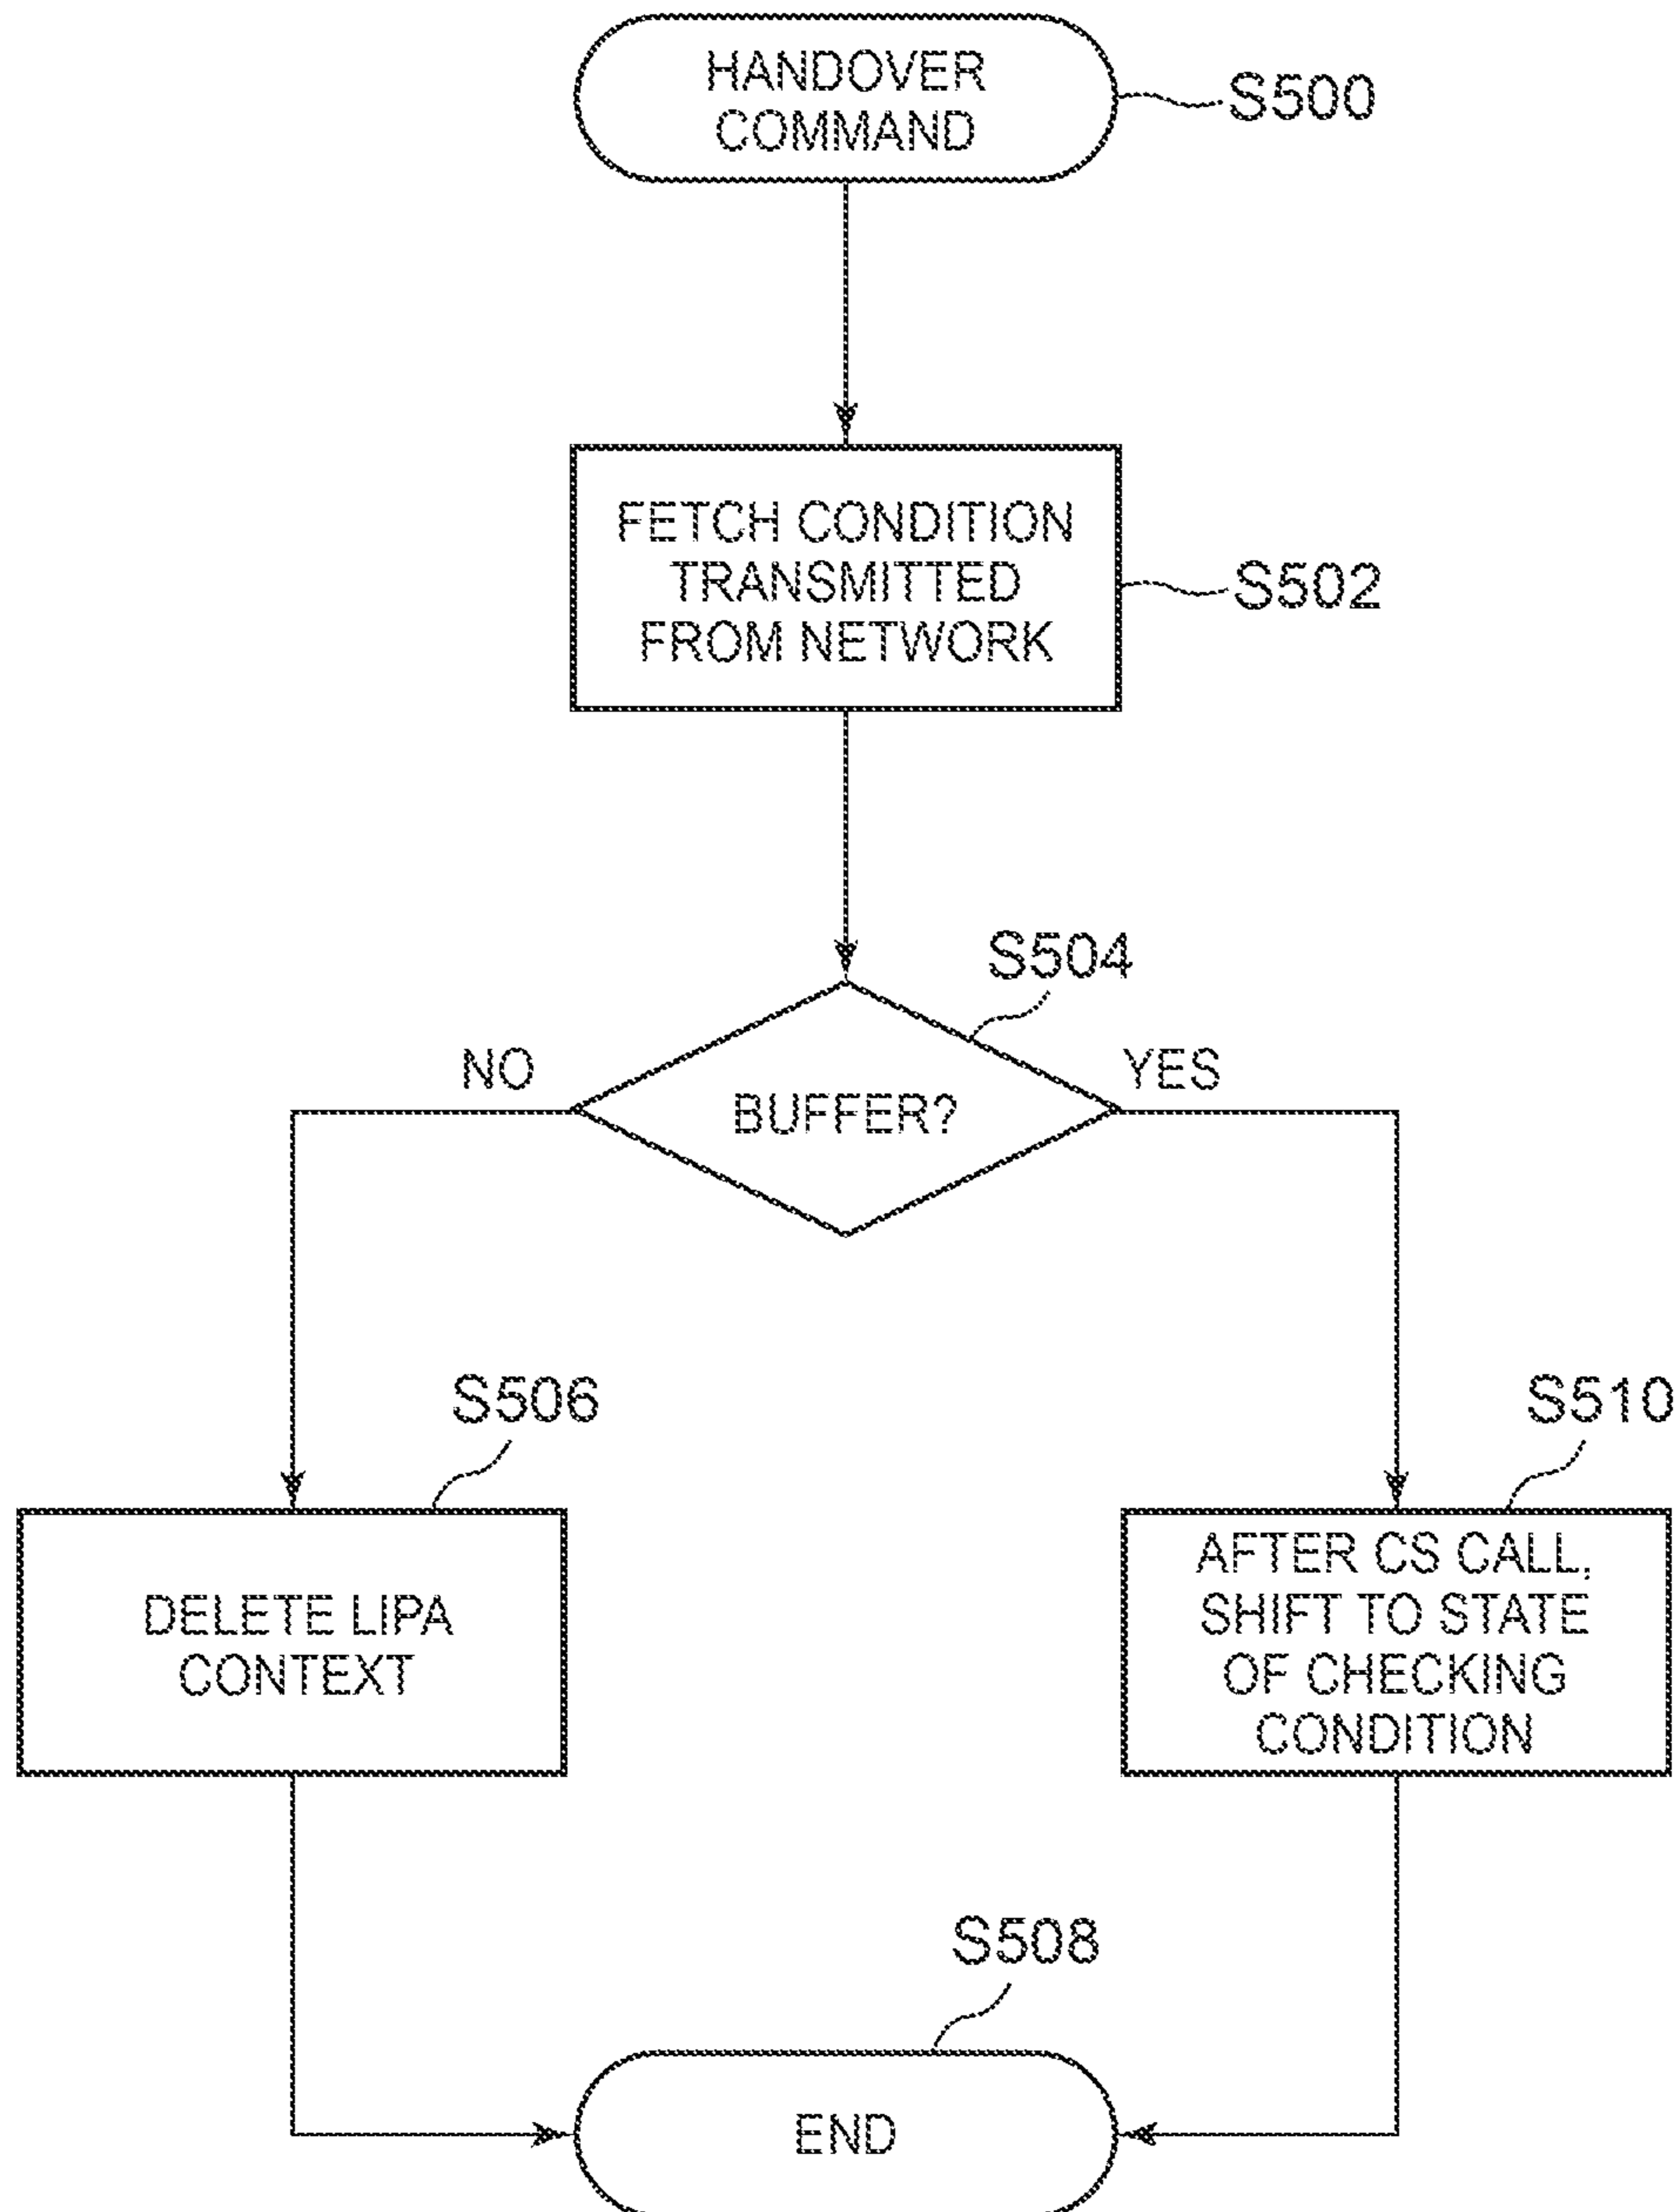 HANDOVER
COMMAND
S500
FETCH CONDITION
TRANSMITTED
FROM NETWORK
S502
S504
NO
BUFFER?
YES
S506
DELETE LIPA
CONTEXT
S510
AFTER CS CALL,
SHIFT TO STATE
OF CHECKING
CONDITION
S508
END